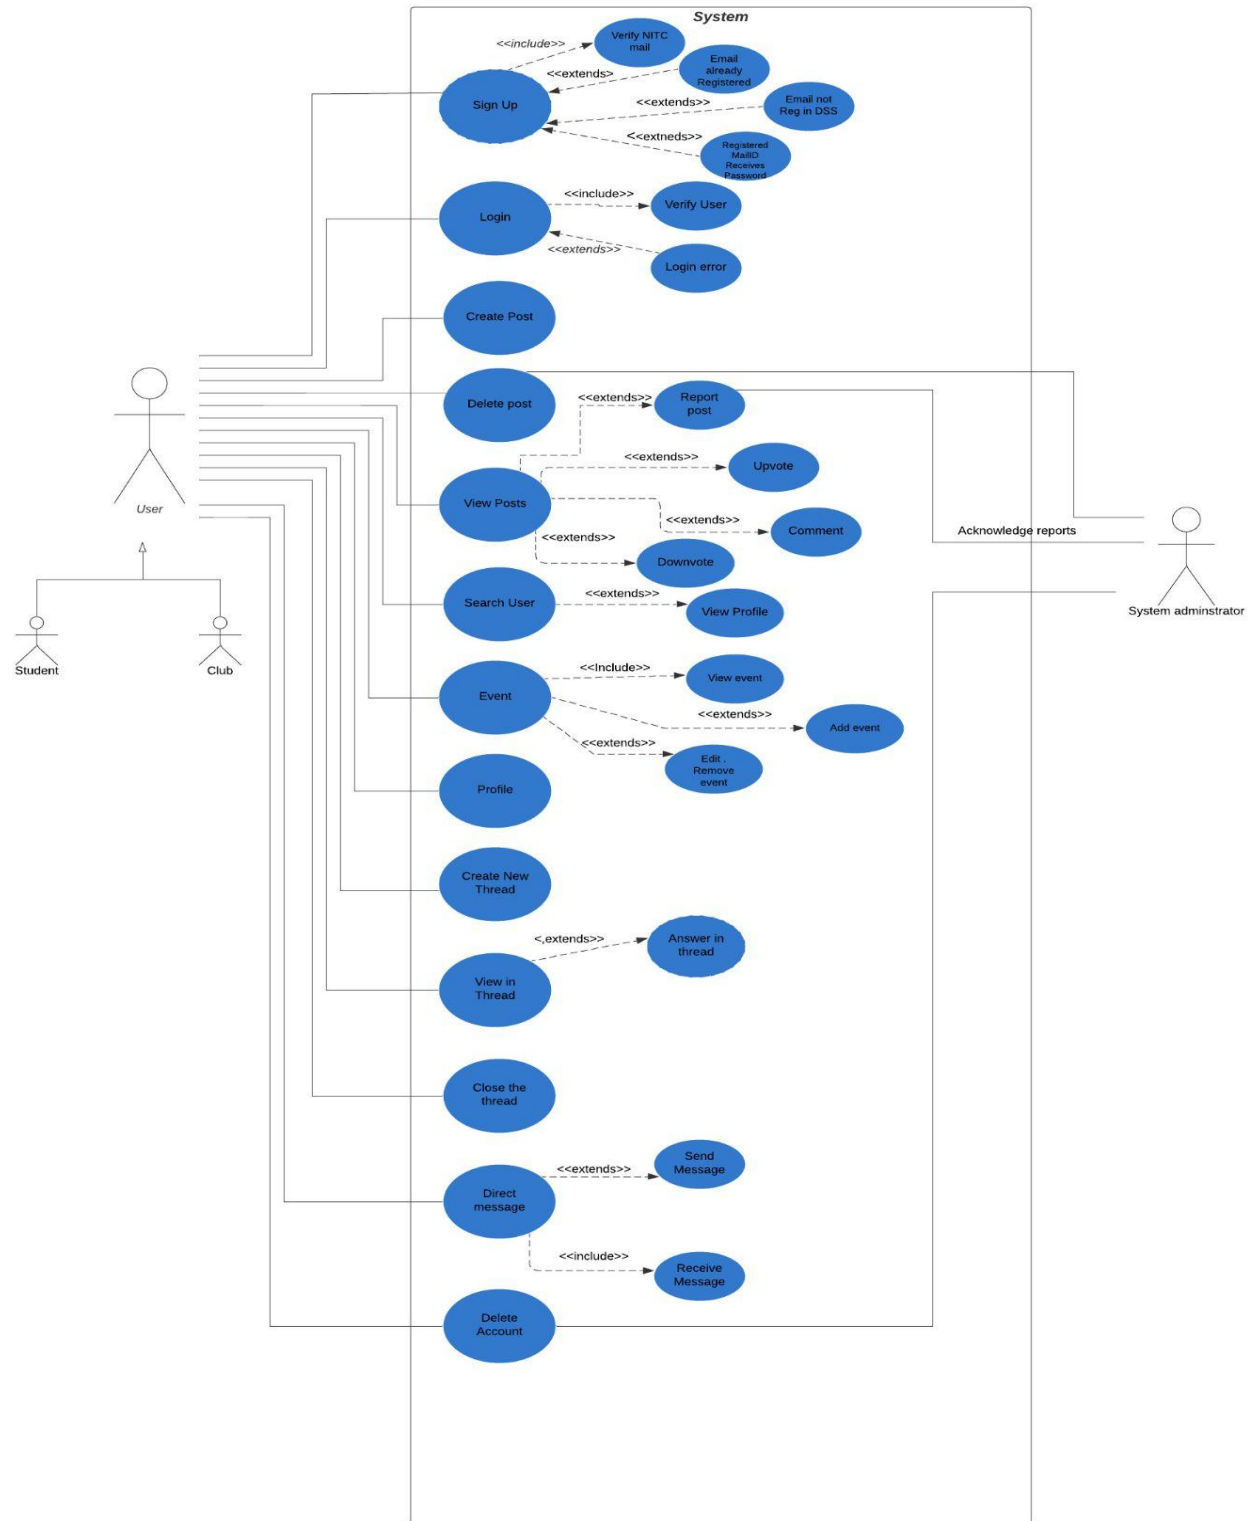 System
Verify NITC
mail
<<include>>
Email
already
Registered
<<extends>
Sign Up
<<extends>>
Email not
Reg in DSS
<<extneds>>
Registered
MailID
Receives
Password
<<include>>
Verify User
Login
<<extends>>
Login error
Create Post
Delete post
<<extends>>
Report
post
<<extends>>
Upvote
View Posts
<<extends>>
Comment
<<extends>>
Downvote
User
Acknowledge reports
System adminstrator
Search User
<<extends>>
View Profile
Student
Club
<<Include>>
View event
Event
<<extends>>
Add event
<<extends>>
Edit .
Remove
event
Profile
Create New
Thread
<,extends>>
Answer in
thread
View in
Thread
Close the
thread
<<extends>>
Send
Message
Direct
message
<<include>>
Receive
Message
Delete
Account